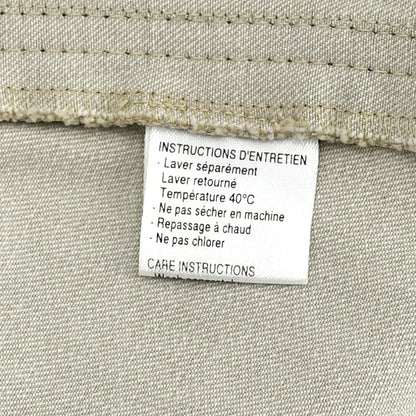 INSTRUCTIONS D'ENTRETIEN
- Laver séparément
Laver retourné
Température 40°C
- Ne pas sécher en machine
- Repassage à chaud
- Ne pas chlorer
CARE INSTRUCTIONS